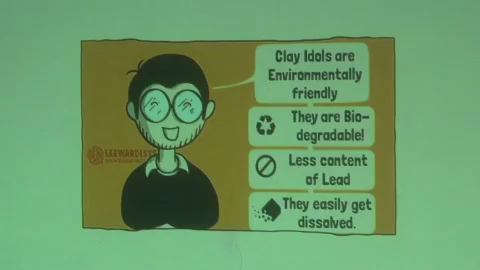 Clay Idols are
Environmentally
friendly
They are Bio-
degradable!
Less content
of Lead
They easily get
dissolved.